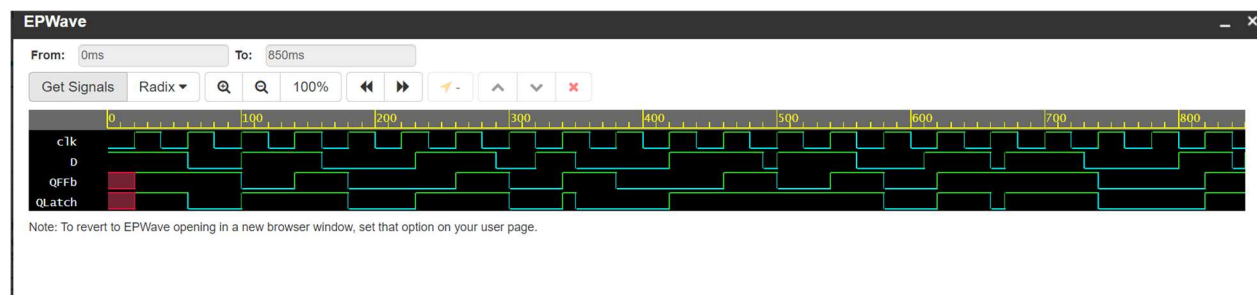 EPWave
From: 0ms To: 850ms
Get Signals Radix 100% -
0 100 200 300 400 500 600 700 800
clk
D
QFFb
QLatch
Note: To revert to EPWave opening in a new browser window, set that option on your user page.